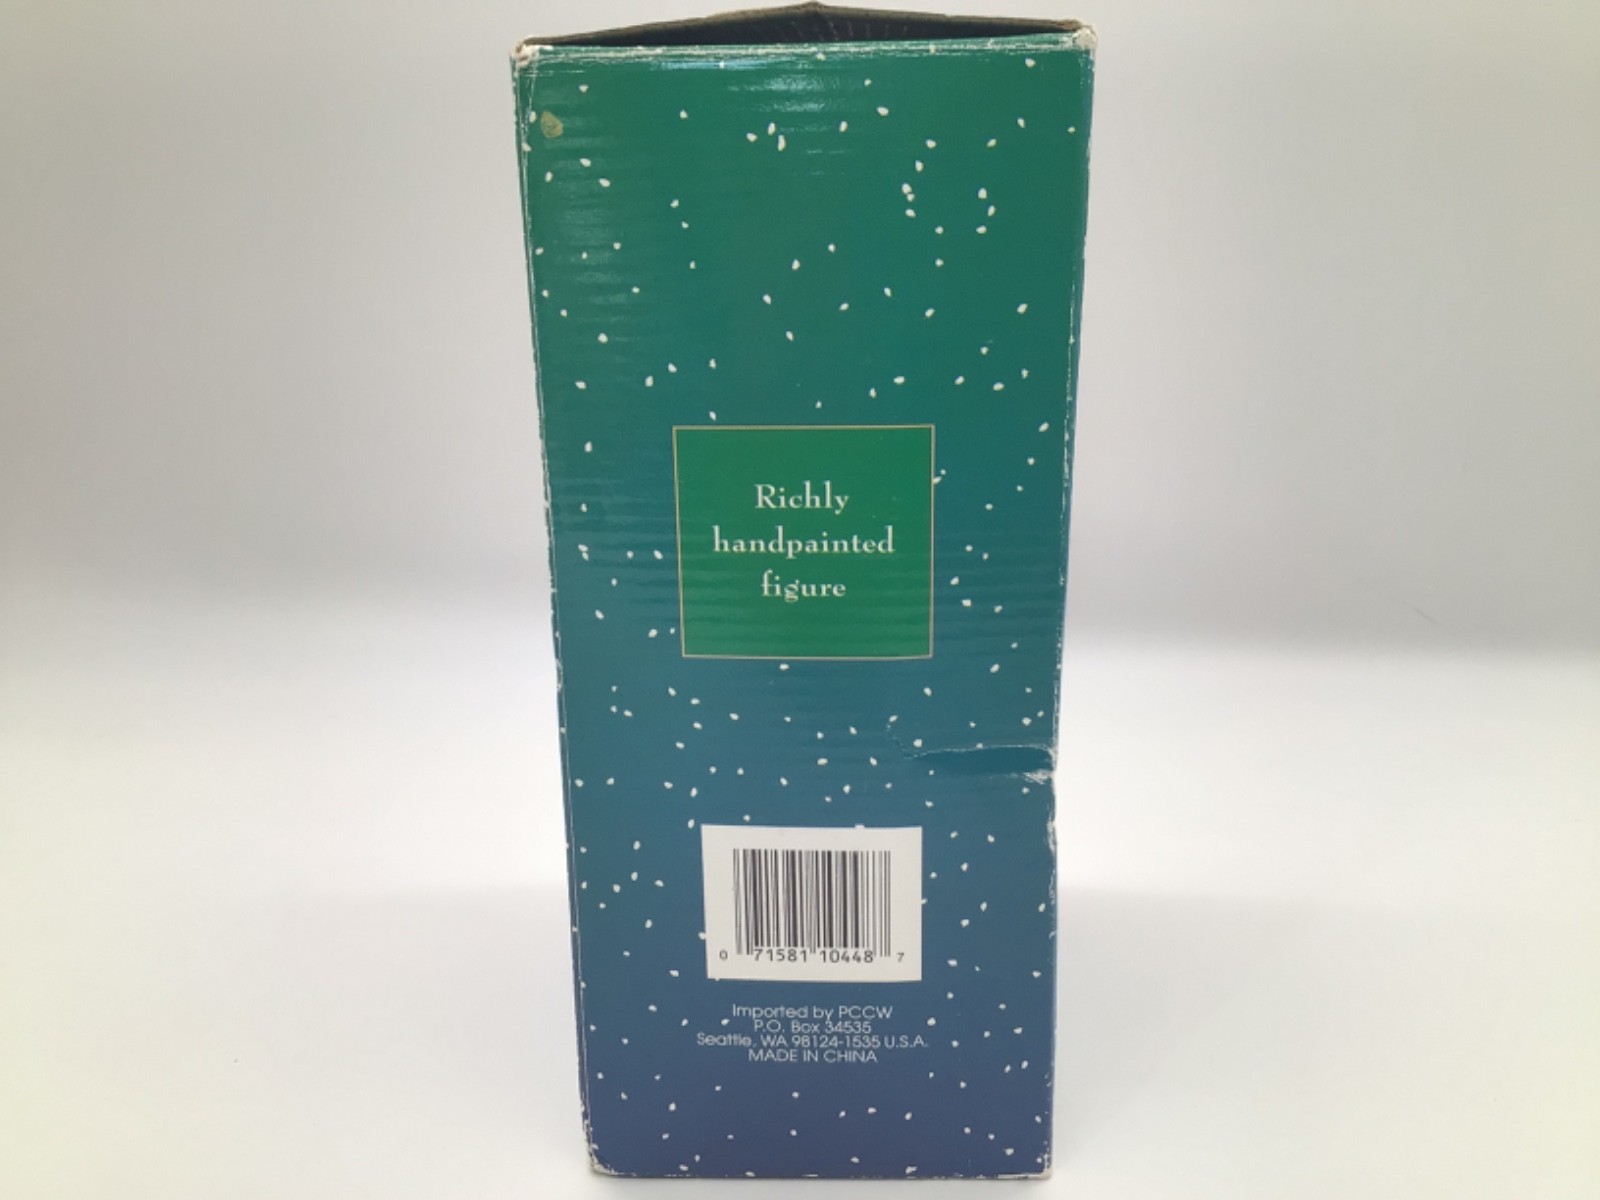 Richly
handpainted
figure
0 71581 10448 7
Imported by PCCW
P.O. Box 34535
Seattle, WA 98124-1535 U.S.A.
MADE IN CHINA